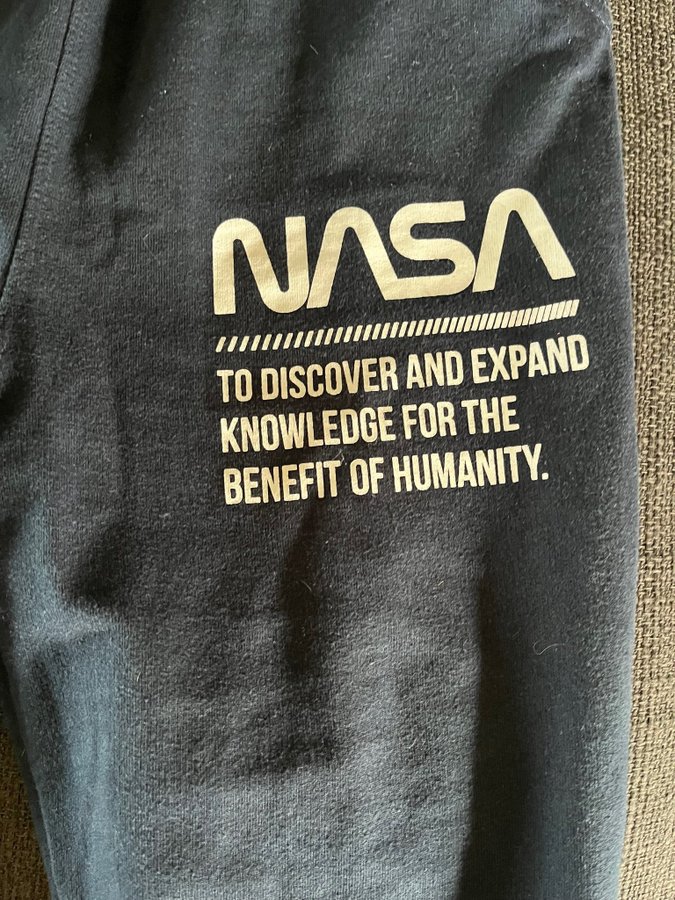 NASA
TO DISCOVER AND EXPAND
KNOWLEDGE FOR THE
BENEFIT OF HUMANITY.